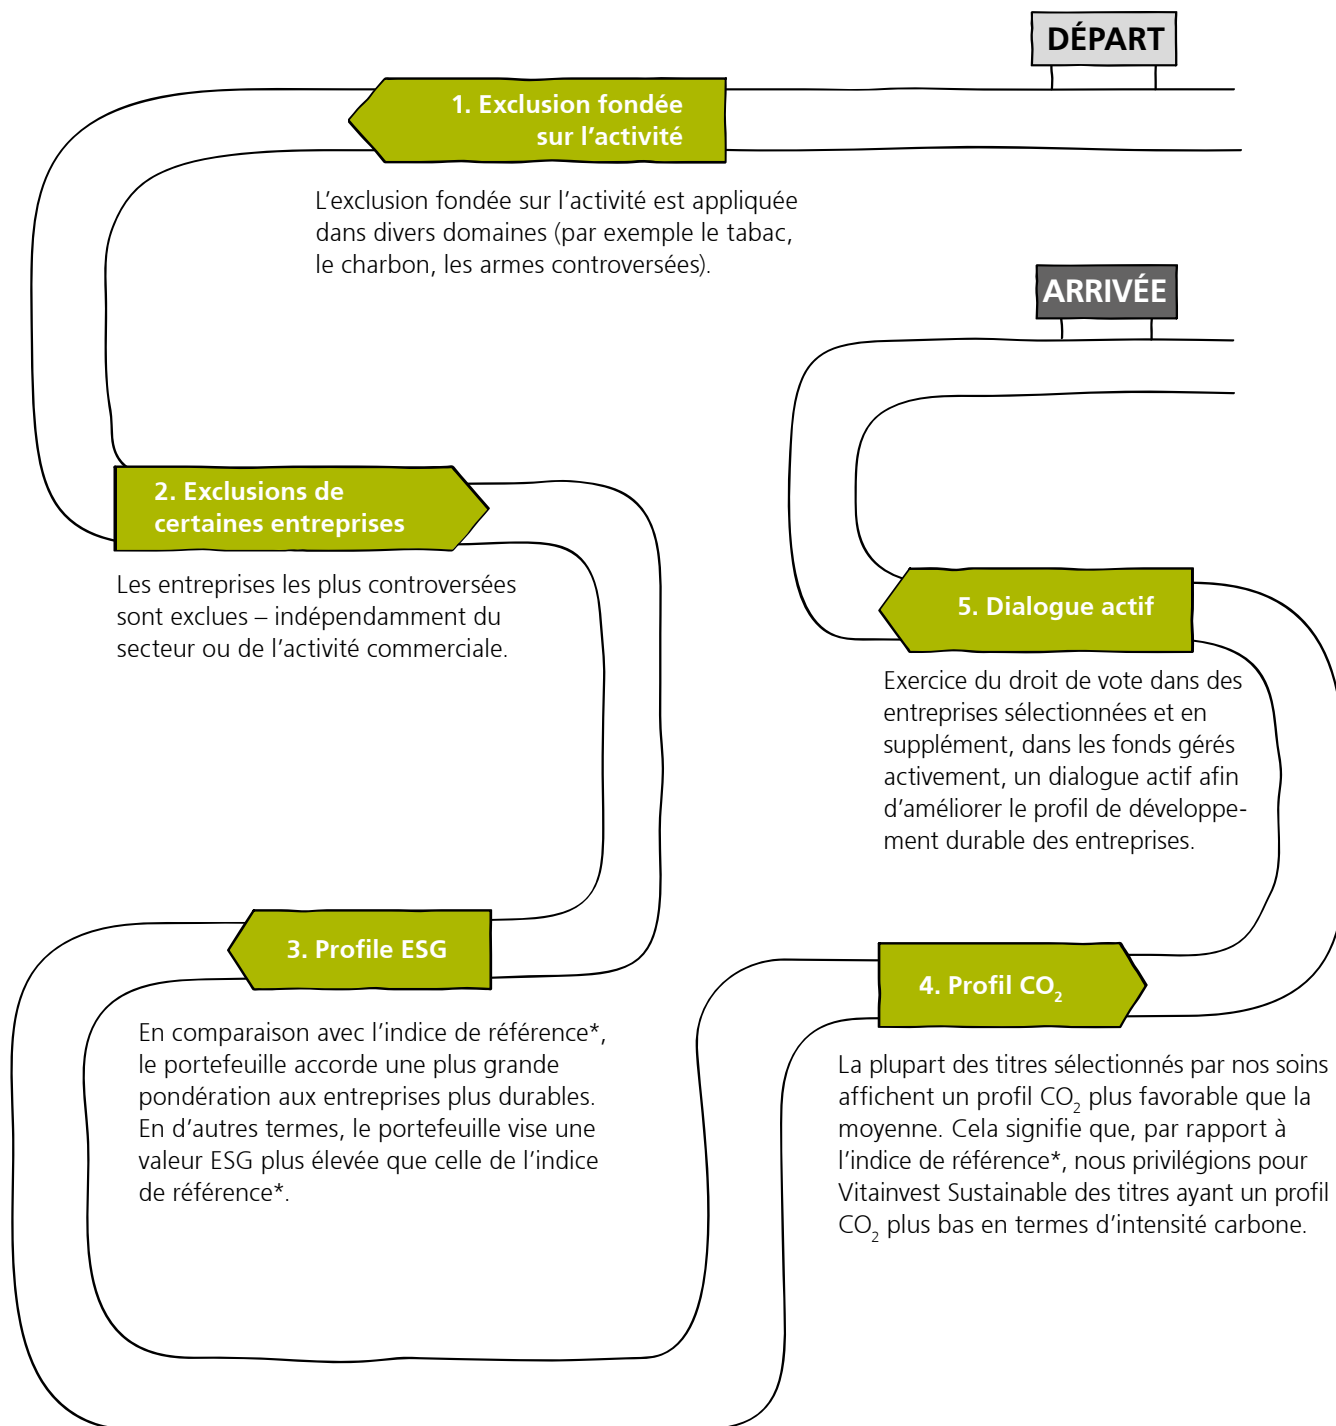 DÉPART
1. Exclusion fondée
sur l’activité
L’exclusion fondée sur l’activité est appliquée
dans divers domaines (par exemple le tabac,
le charbon, les armes controversées).
2. Exclusions de
certaines entreprises
Les entreprises les plus controversées
sont exclues – indépendamment du
secteur ou de l’activité commerciale.
3. Profile ESG
En comparaison avec l’indice de référence*,
le portefeuille accorde une plus grande
pondération aux entreprises plus durables.
En d’autres termes, le portefeuille vise une
valeur ESG plus élevée que celle de l’indice
de référence*.
4. Profil CO₂
La plupart des titres sélectionnés par nos soins
affichent un profil CO₂ plus favorable que la
moyenne. Cela signifie que, par rapport à
l’indice de référence*, nous privilégions pour
Vitainvest Sustainable des titres ayant un profil
CO₂ plus bas en termes d’intensité carbone.
5. Dialogue actif
Exercice du droit de vote dans des
entreprises sélectionnées et en
supplément, dans les fonds gérés
activement, un dialogue actif afin
d’améliorer le profil de développe-
ment durable des entreprises.
ARRIVÉE